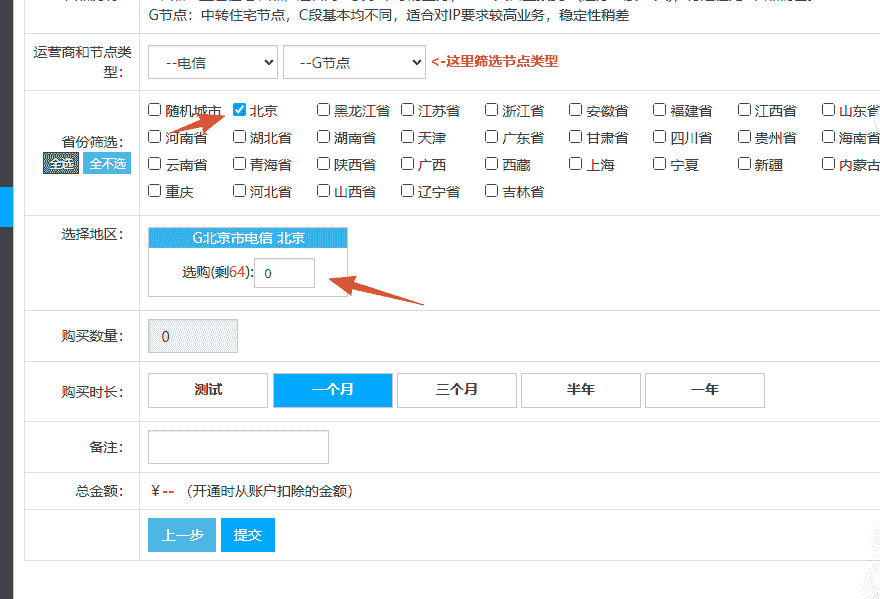 G节点：中转住宅节点，C段基本均不同，适合对IP要求较高业务，稳定性稍差
运营商和节点类型：
--电信 --G节点 <-这里筛选节点类型
省份筛选：
全选 全不选
随机城市 北京 黑龙江省 江苏省 浙江省 安徽省 福建省 江西省 山东省
河南省 湖北省 湖南省 天津 广东省 甘肃省 四川省 贵州省 海南省
云南省 青海省 陕西省 广西 西藏 上海 宁夏 新疆 内蒙古
重庆 河北省 山西省 辽宁省 吉林省
选择地区：
G北京市电信 北京
选购(剩64): 0
购买数量： 0
购买时长： 测试 一个月 三个月 半年 一年
备注：
总金额： ¥-- （开通时从账户扣除的金额）
上一步 提交